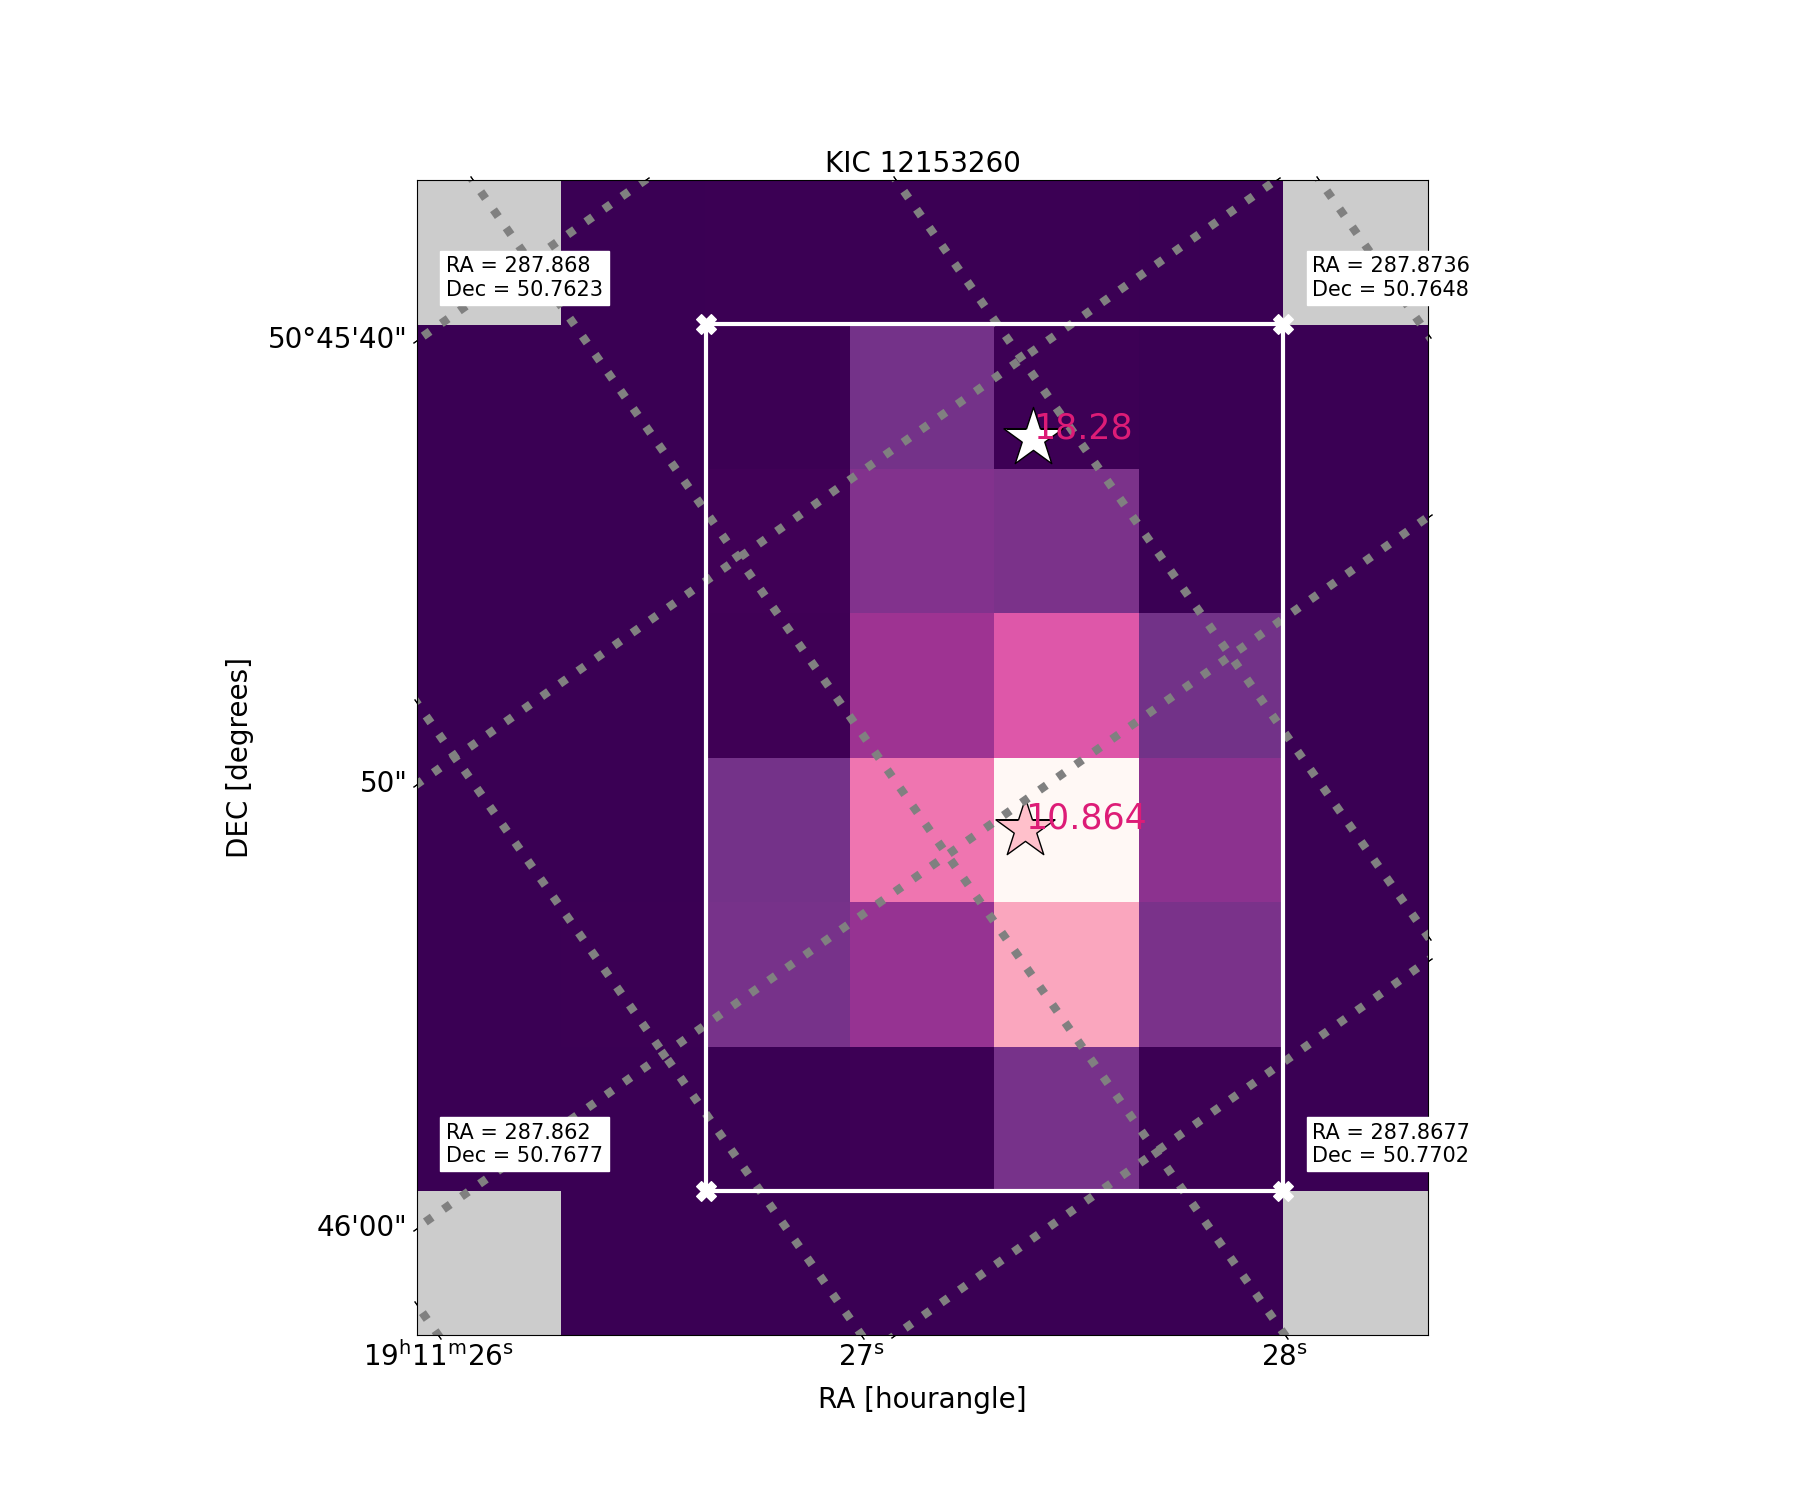 KIC 12153260
RA = 287.868
Dec = 50.7623
RA = 287.8736
Dec = 50.7648
50°45'40"
18.28
50"
10.864
DEC [degrees]
RA = 287.862
Dec = 50.7677
RA = 287.8677
Dec = 50.7702
46'00"
19ʰ11ᵐ26ˢ
27ˢ
28ˢ
RA [hourangle]